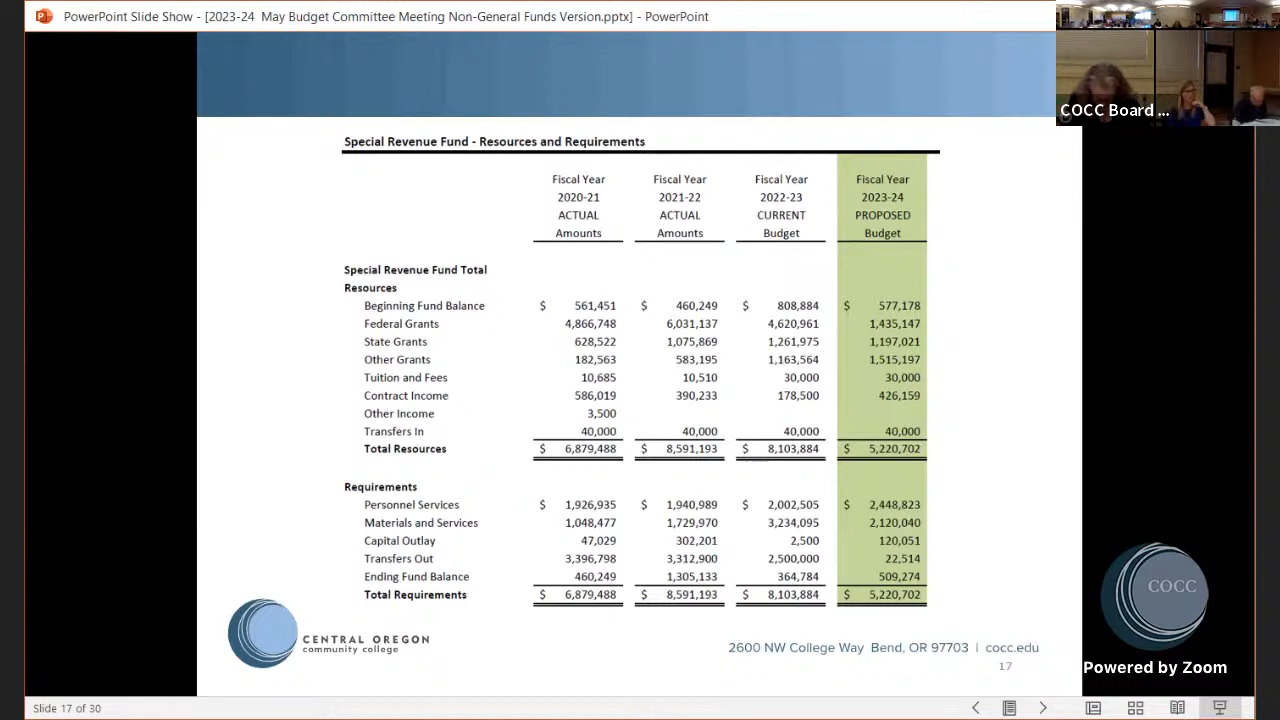 PowerPoint Slide Show - [2023-24  May Budget Committee Meeting Non-General Funds Version.pptx] - PowerPoint
COCC Board ...
Special Revenue Fund - Resources and Requirements
Fiscal Year Fiscal Year Fiscal Year Fiscal Year
2020-21 2021-22 2022-23 2023-24
ACTUAL ACTUAL CURRENT PROPOSED
Amounts Amounts Budget Budget
Special Revenue Fund Total
Resources
Beginning Fund Balance $ 561,451 $ 460,249 $ 808,884 $ 577,178
Federal Grants 4,866,748 6,031,137 4,620,961 1,435,147
State Grants 628,522 1,075,869 1,261,975 1,197,021
Other Grants 182,563 583,195 1,163,564 1,515,197
Tuition and Fees 10,685 10,510 30,000 30,000
Contract Income 586,019 390,233 178,500 426,159
Other Income 3,500
Transfers In 40,000 40,000 40,000 40,000
Total Resources $ 6,879,488 $ 8,591,193 $ 8,103,884 $ 5,220,702
Requirements
Personnel Services $ 1,926,935 $ 1,940,989 $ 2,002,505 $ 2,448,823
Materials and Services 1,048,477 1,729,970 3,234,095 2,120,040
Capital Outlay 47,029 302,201 2,500 120,051
Transfers Out 3,396,798 3,312,900 2,500,000 22,514
Ending Fund Balance 460,249 1,305,133 364,784 509,274
Total Requirements $ 6,879,488 $ 8,591,193 $ 8,103,884 $ 5,220,702
CENTRAL OREGON
community college
2600 NW College Way Bend, OR 97703 | cocc.edu
17
COCC
Powered by Zoom
Slide 17 of 30